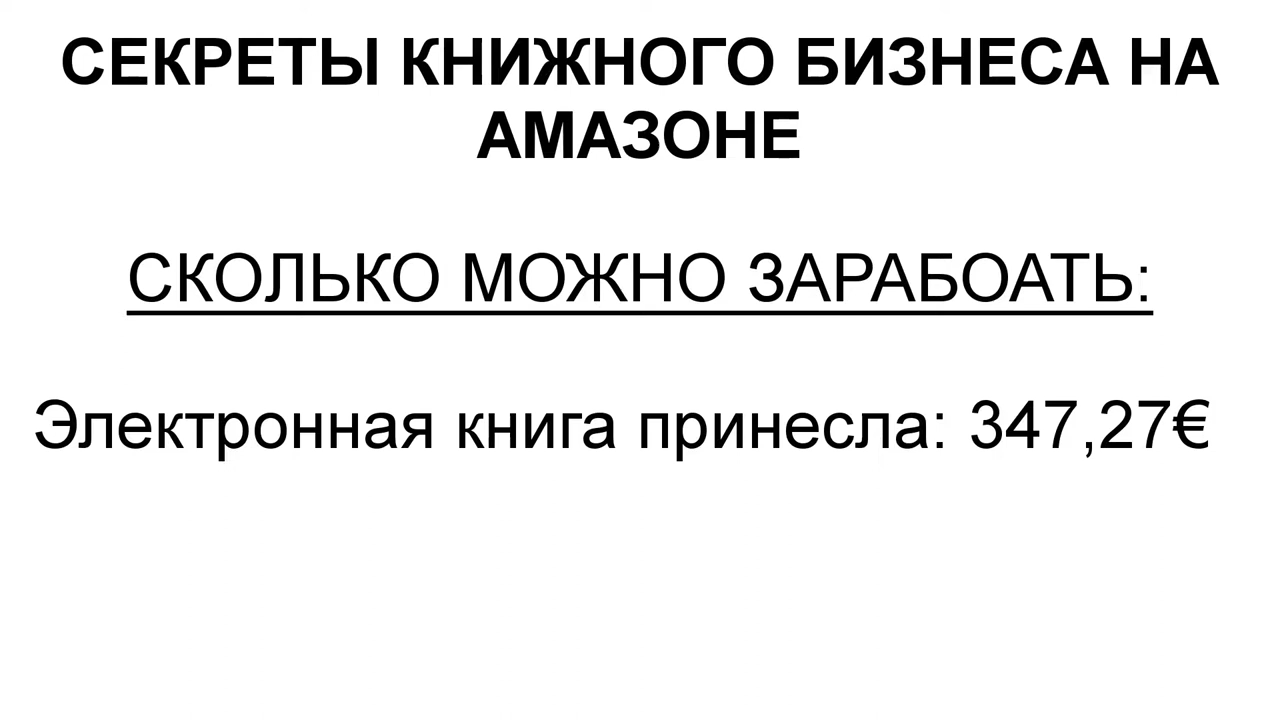 СЕКРЕТЫ КНИЖНОГО БИЗНЕСА НА
АМАЗОНЕ
СКОЛЬКО МОЖНО ЗАРАБОАТЬ:
Электронная книга принесла: 347,27€